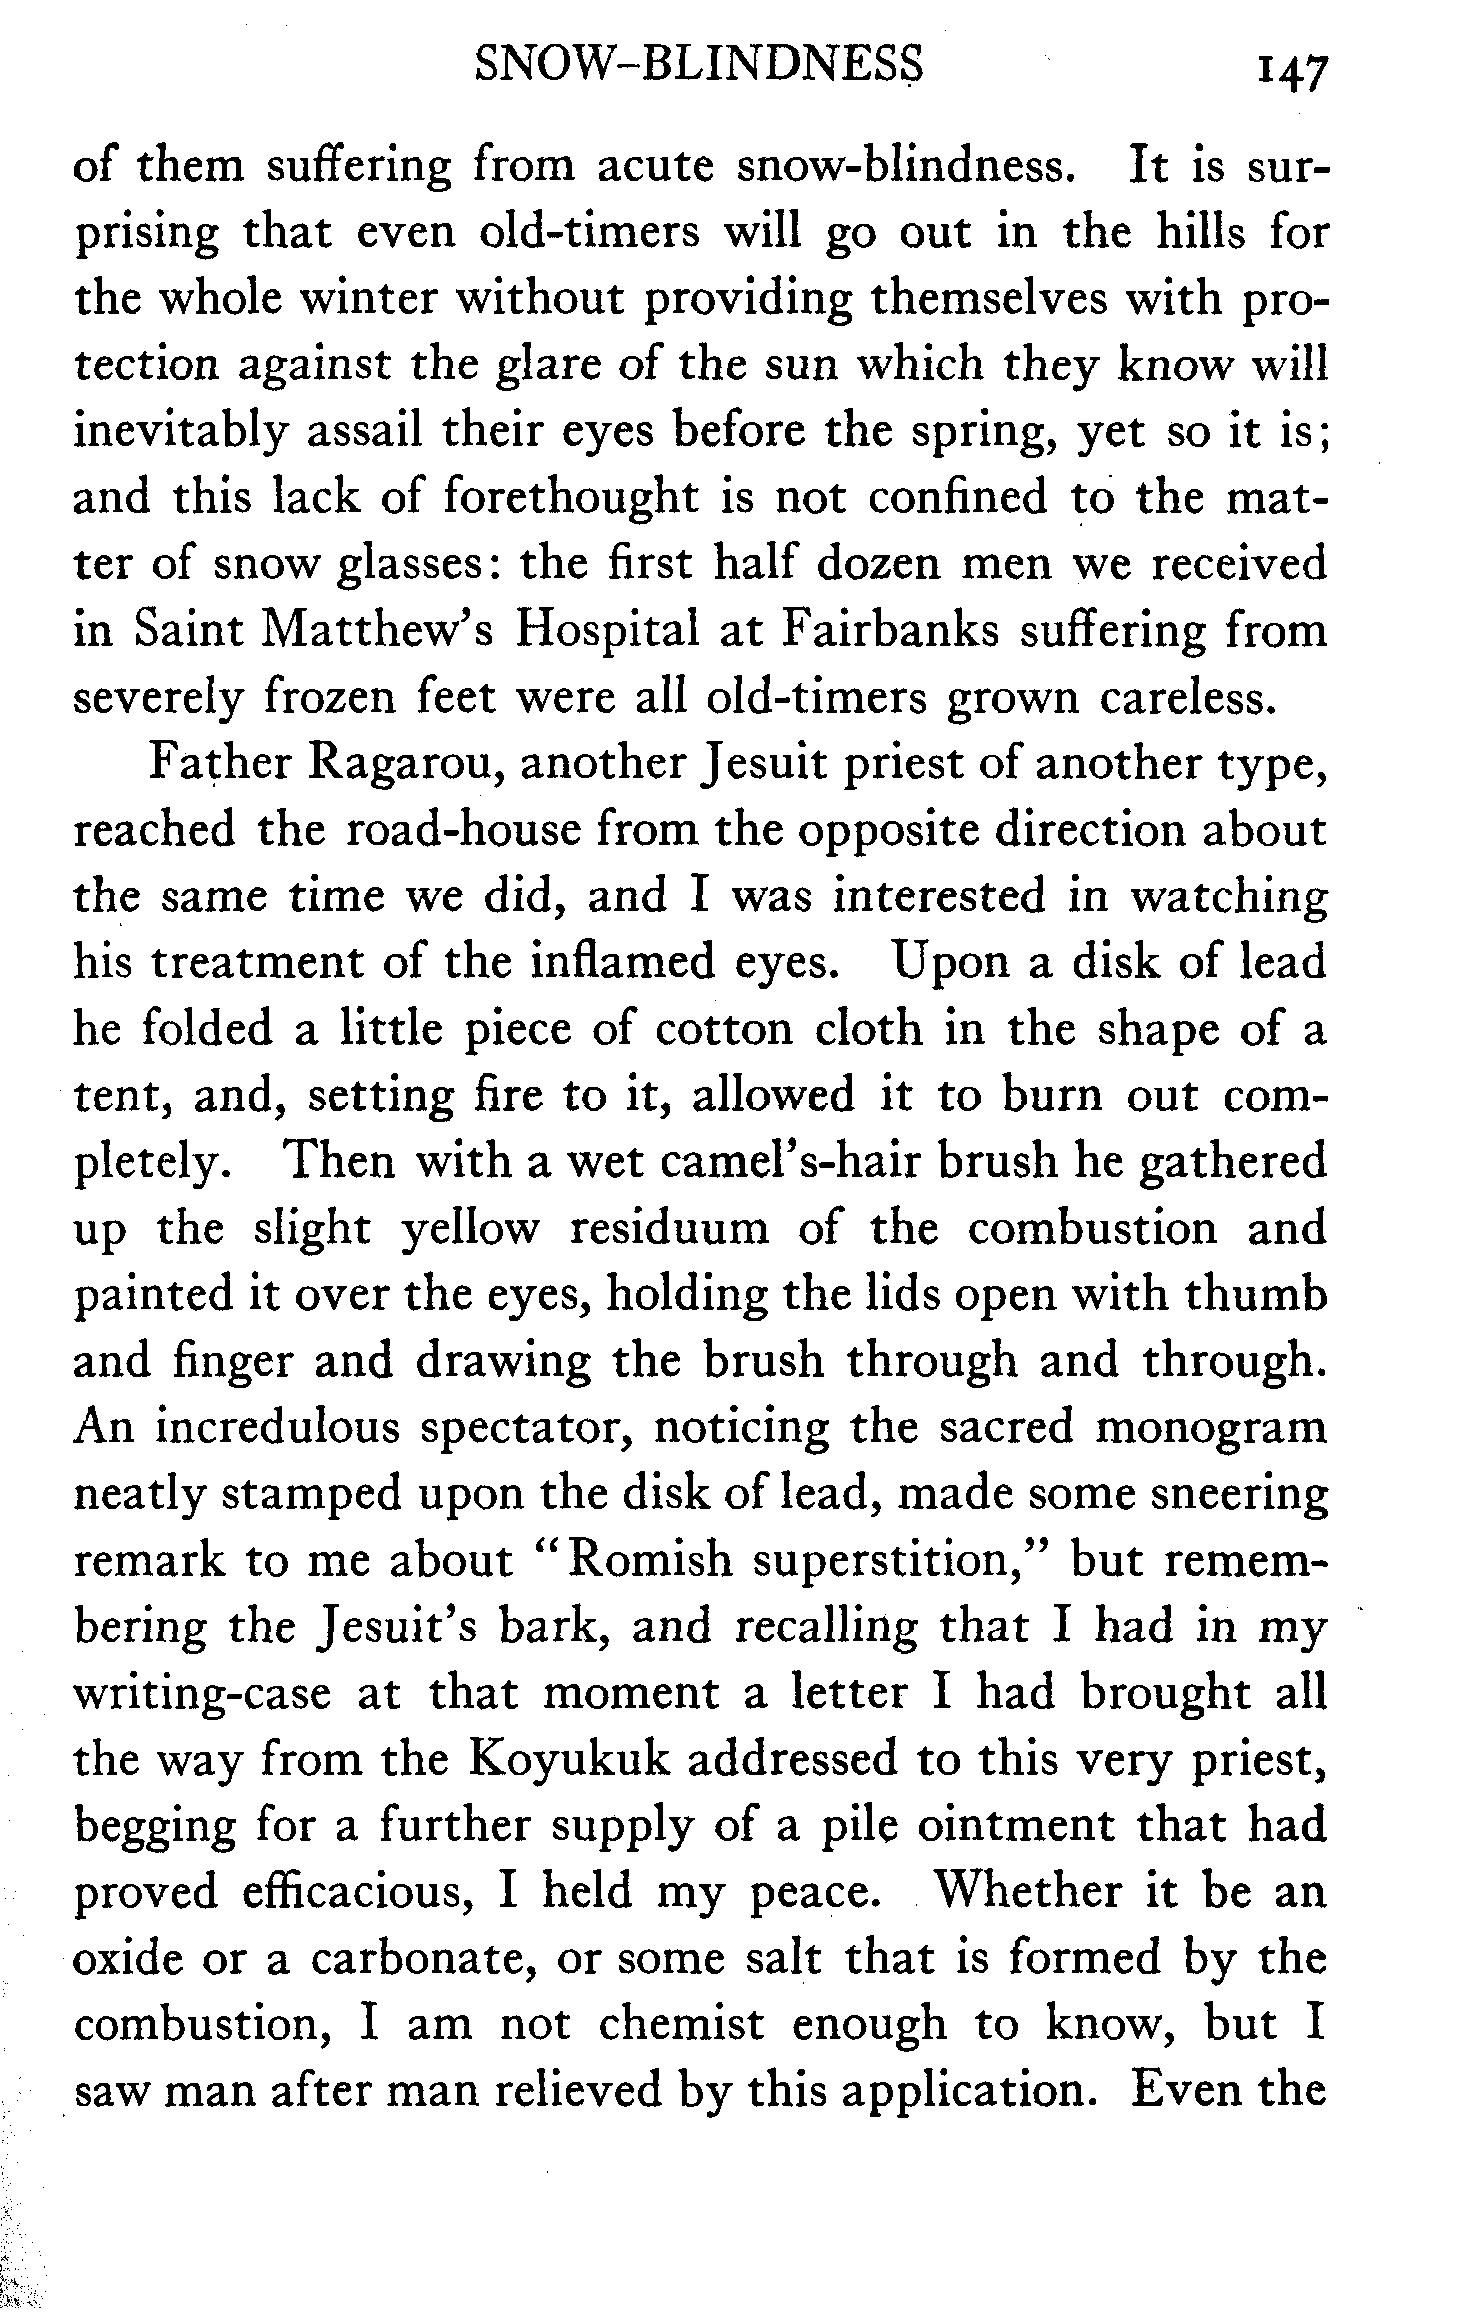 SNOW-BLINDNESS 147
of them suffering from acute snow-blindness. It is sur-
prising that even old-timers will go out in the hills for
the whole winter without providing themselves with pro-
tection against the glare of the sun which they know will
inevitably assail their eyes before the spring, yet so it is;
and this lack of forethought is not confined to the mat-
ter of snow glasses: the first half dozen men we received
in Saint Matthew's Hospital at Fairbanks suffering from
severely frozen feet were all old-timers grown careless.
Father Ragarou, another Jesuit priest of another type,
reached the road-house from the opposite direction about
the same time we did, and I was interested in watching
his treatment of the inflamed eyes. Upon a disk of lead
he folded a little piece of cotton cloth in the shape of a
tent, and, setting fire to it, allowed it to burn out com-
pletely. Then with a wet camel's-hair brush he gathered
up the slight yellow residuum of the combustion and
painted it over the eyes, holding the lids open with thumb
and finger and drawing the brush through and through.
An incredulous spectator, noticing the sacred monogram
neatly stamped upon the disk of lead, made some sneering
remark to me about "Romish superstition," but remem-
bering the Jesuit's bark, and recalling that I had in my
writing-case at that moment a letter I had brought all
the way from the Koyukuk addressed to this very priest,
begging for a further supply of a pile ointment that had
proved efficacious, I held my peace. Whether it be an
oxide or a carbonate, or some salt that is formed by the
combustion, I am not chemist enough to know, but I
saw man after man relieved by this application. Even the